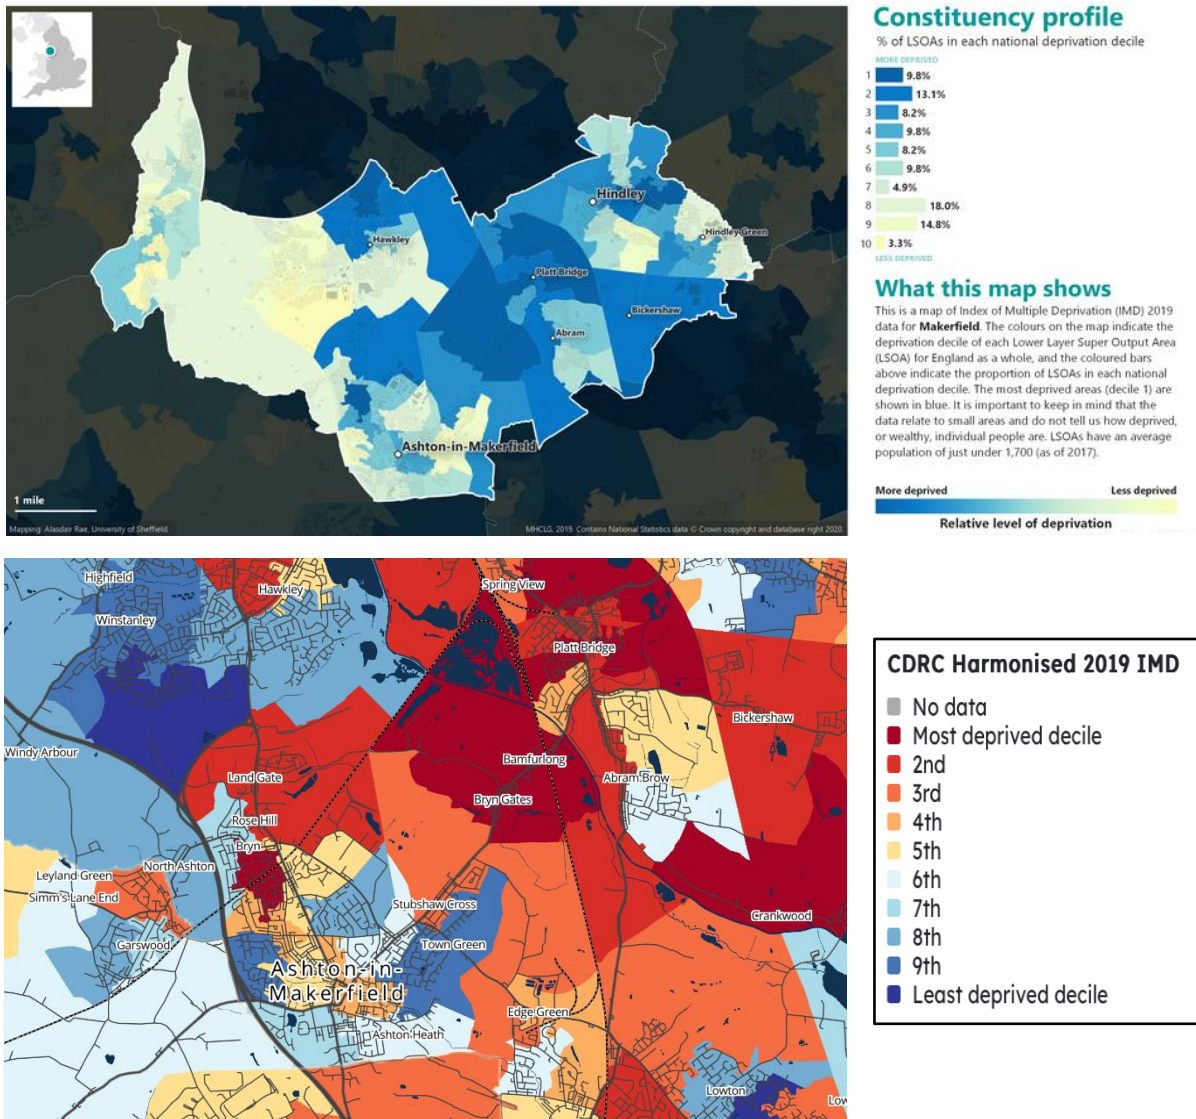 Constituency profile
% of LSOAs in each national deprivation decile
MORE DEPRIVED
1 9.8%
2 13.1%
3 8.2%
4 9.8%
5 8.2%
6 9.8%
7 4.9%
8 18.0%
9 14.8%
10 3.3%
LESS DEPRIVED
Hindley
Hindley Green
Hawkley
Platt Bridge
Bickershaw
Abram
Ashton-in-Makerfield
1 mile
Mapping: Alasdair Rae, University of Sheffield
MHCLG, 2019. Contains National Statistics data © Crown copyright and database right 2020
What this map shows
This is a map of Index of Multiple Deprivation (IMD) 2019
data for Makerfield. The colours on the map indicate the
deprivation decile of each Lower Layer Super Output Area
(LSOA) for England as a whole, and the coloured bars
above indicate the proportion of LSOAs in each national
deprivation decile. The most deprived areas (decile 1) are
shown in blue. It is important to keep in mind that the
data relate to small areas and do not tell us how deprived,
or wealthy, individual people are. LSOAs have an average
population of just under 1,700 (as of 2017).
More deprived Less deprived
Relative level of deprivation
Highfield
Hawkley
Spring View
Winstanley
Platt Bridge
Bickershaw
Windy Arbour
Bamfurlong
Land Gate
Abram Brow
Bryn Gates
Rose Hill
Bryn
North Ashton
Leyland Green
Simm's Lane End
Stubshaw Cross
Crankwood
Garswood
Town Green
Ashton-in-
Makerfield
Edge Green
Ashton Heath
Lowton
Low
CDRC Harmonised 2019 IMD
No data
Most deprived decile
2nd
3rd
4th
5th
6th
7th
8th
9th
Least deprived decile